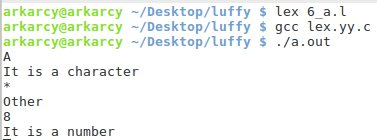 arkarcy@arkarcy ~/Desktop/luffy $ lex 6_a.l
arkarcy@arkarcy ~/Desktop/luffy $ gcc lex.yy.c
arkarcy@arkarcy ~/Desktop/luffy $ ./a.out
A
It is a character
*
Other
8
It is a number